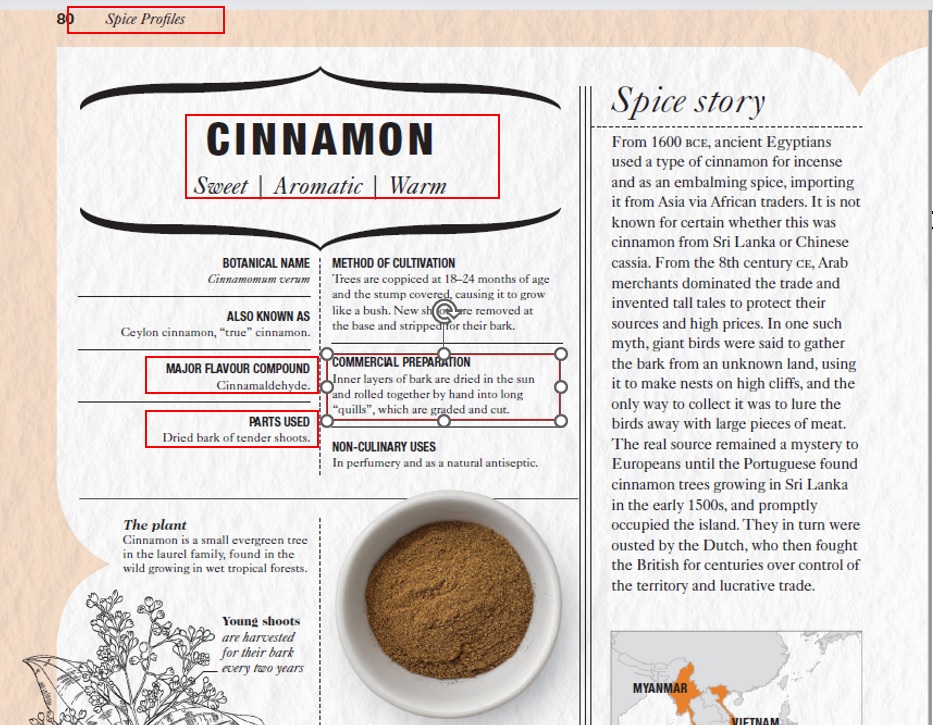 80 Spice Profiles
CINNAMON
Sweet | Aromatic | Warm
BOTANICAL NAME
Cinnamomum verum
ALSO KNOWN AS
Ceylon cinnamon, “true” cinnamon.
MAJOR FLAVOUR COMPOUND
Cinnamaldehyde.
PARTS USED
Dried bark of tender shoots.
METHOD OF CULTIVATION
Trees are coppiced at 18–24 months of age
and the stump covered, causing it to grow
like a bush. New are removed at
the base and stripped for their bark.
COMMERCIAL PREPARATION
Inner layers of bark are dried in the sun
and rolled together by hand into long
“quills”, which are graded and cut.
NON-CULINARY USES
In perfumery and as a natural antiseptic.
The plant
Cinnamon is a small evergreen tree
in the laurel family, found in the
wild growing in wet tropical forests.
Young shoots
are harvested
for their bark
every two years
Spice story
From 1600 BCE, ancient Egyptians
used a type of cinnamon for incense
and as an embalming spice, importing
it from Asia via African traders. It is not
known for certain whether this was
cinnamon from Sri Lanka or Chinese
cassia. From the 8th century CE, Arab
merchants dominated the trade and
invented tall tales to protect their
sources and high prices. In one such
myth, giant birds were said to gather
the bark from an unknown land, using
it to make nests on high cliffs, and the
only way to collect it was to lure the
birds away with large pieces of meat.
The real source remained a mystery to
Europeans until the Portuguese found
cinnamon trees growing in Sri Lanka
in the early 1500s, and promptly
occupied the island. They in turn were
ousted by the Dutch, who then fought
the British for centuries over control of
the territory and lucrative trade.
MYANMAR
VIETNAM